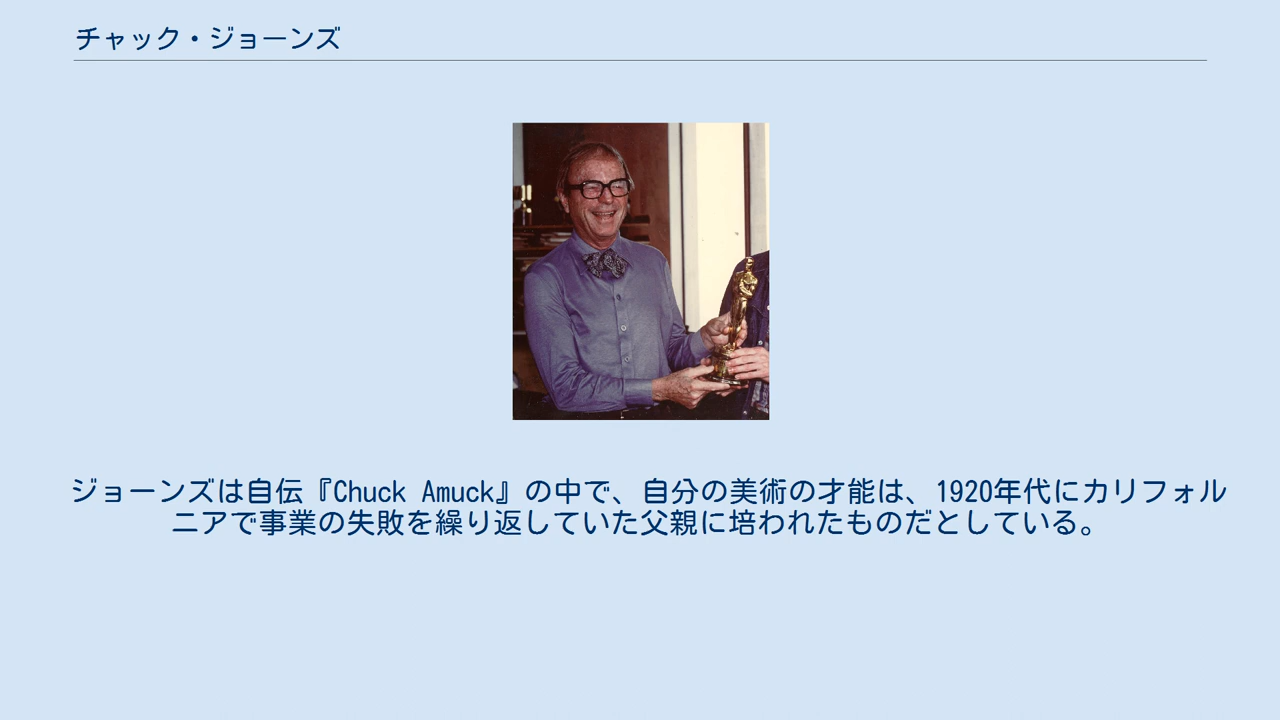 チャック・ジョーンズ
ジョーンズは自伝『Chuck Amuck』の中で、自分の美術の才能は、1920年代にカリフォル
ニアで事業の失敗を繰り返していた父親に培われたものだとしている。